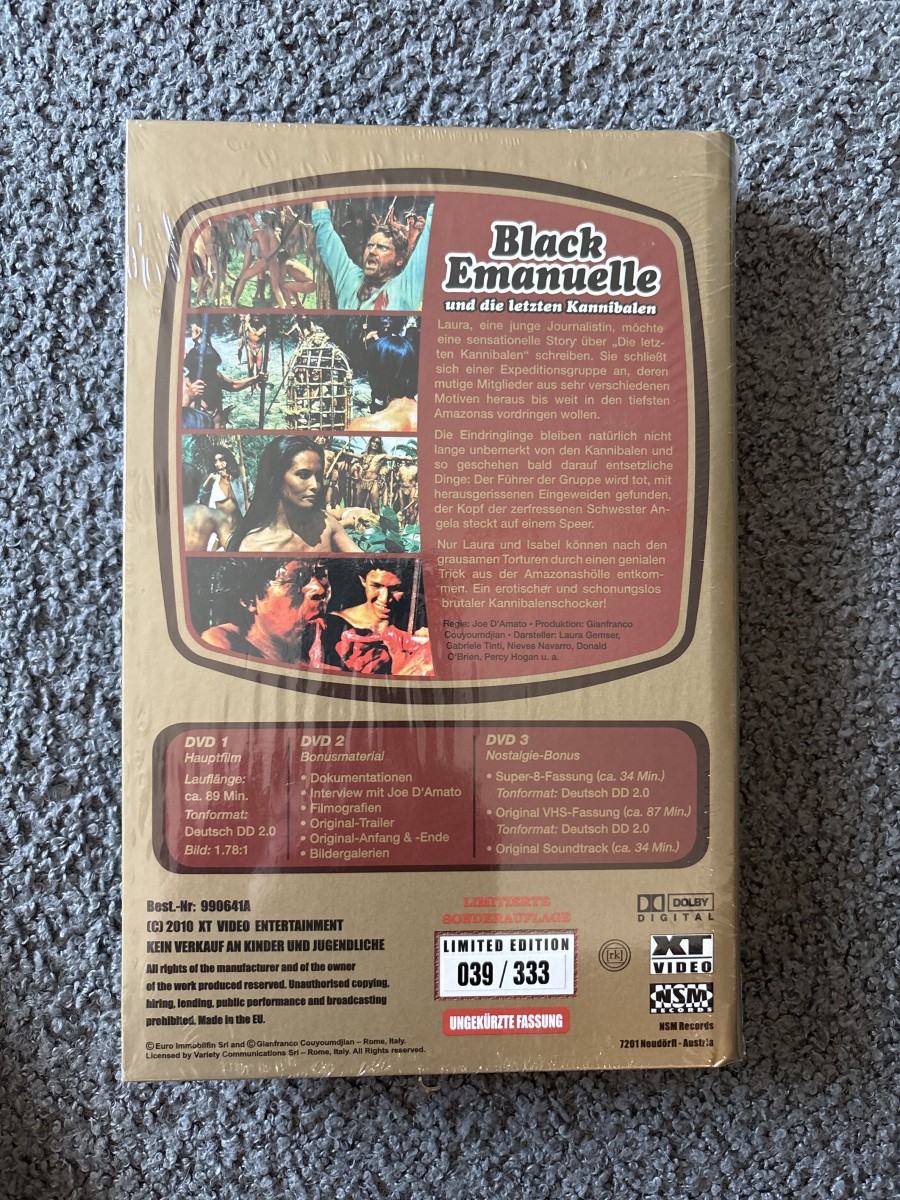 Black
Emanuelle
und die letzten Kannibalen
Laura, eine junge Journalistin, möchte
eine sensationelle Story über „Die letz-
ten Kannibalen“ schreiben. Sie schließt
sich einer Expeditionsgruppe an, deren
mutige Mitglieder aus sehr verschiedenen
Motiven heraus bis weit in den tiefsten
Amazonas vordringen wollen.
Die Eindringlinge bleiben natürlich nicht
lange unbemerkt von den Kannibalen und
so geschehen bald darauf entsetzliche
Dinge: Der Führer der Gruppe wird tot, mit
herausgerissenen Eingeweiden gefunden,
der Kopf der zerfressenen Schwester An-
gela steckt auf einem Speer.
Nur Laura und Isabel können nach den
grausamen Torturen durch einen genialen
Trick aus der Amazonashölle entkom-
men. Ein erotischer und schonungslos
brutaler Kannibalenschocker!
Regie: Joe D'Amato • Produktion: Gianfranco
Couyoumdjian • Darsteller: Laura Gemser,
Gabriele Tinti, Nieves Navarro, Donald
O'Brien, Percy Hogan u. a.
DVD 1
Hauptfilm
Lauflänge:
ca. 89 Min.
Tonformat:
Deutsch DD 2.0
Bild: 1.78:1
DVD 2
Bonusmaterial
• Dokumentationen
• Interview mit Joe D'Amato
• Filmografien
• Original-Trailer
• Original-Anfang & -Ende
• Bildergalerien
DVD 3
Nostalgie-Bonus
• Super-8-Fassung (ca. 34 Min.)
Tonformat: Deutsch DD 2.0
• Original VHS-Fassung (ca. 87 Min.)
Tonformat: Deutsch DD 2.0
• Original Soundtrack (ca. 34 Min.)
Best.-Nr: 990641A
(C) 2010 XT VIDEO ENTERTAINMENT
KEIN VERKAUF AN KINDER UND JUGENDLICHE
All rights of the manufacturer and of the owner
of the work produced reserved. Unauthorised copying,
hiring, lending, public performance and broadcasting
prohibited. Made in the EU.
© Euro Immobilfin Srl and © Gianfranco Couyoumdjian – Rome, Italy.
Licensed by Variety Communications Srl – Rome, Italy. All Rights reserved.
LIMITIERTE
SONDERAUFLAGE
LIMITED EDITION
039 / 333
UNGEKÜRZTE FASSUNG
[rk]
DOLBY
DIGITAL
XT
VIDEO
NSM
RECORDS
NSM Records
7201 Neudörfl - Austria